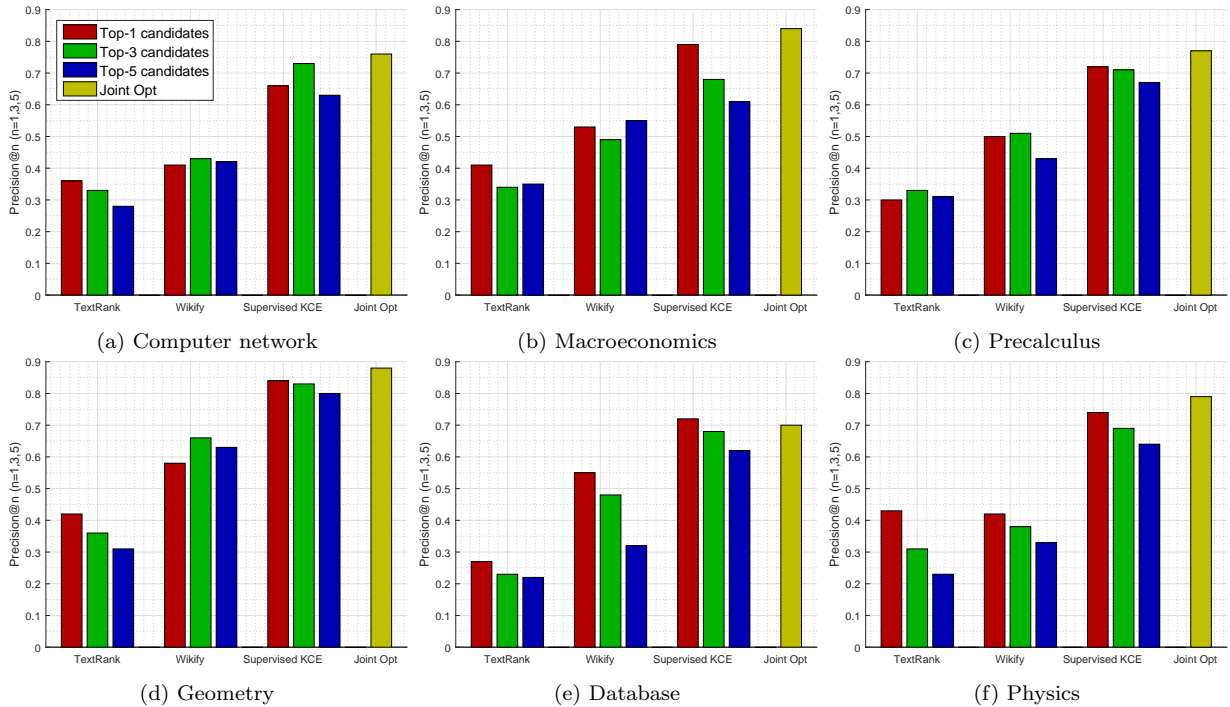 Precision@n (n=1,3,5)
0.9
0.8
0.7
0.6
0.5
0.4
0.3
0.2
0.1
0
Top-1 candidates
Top-3 candidates
Top-5 candidates
Joint Opt
TextRank Wikify Supervised KCE Joint Opt
(a) Computer network
Precision@n (n=1,3,5)
0.9
0.8
0.7
0.6
0.5
0.4
0.3
0.2
0.1
0
TextRank Wikify Supervised KCE Joint Opt
(b) Macroeconomics
Precision@n (n=1,3,5)
0.9
0.8
0.7
0.6
0.5
0.4
0.3
0.2
0.1
0
TextRank Wikify Supervised KCE Joint Opt
(c) Precalculus
Precision@n (n=1,3,5)
0.9
0.8
0.7
0.6
0.5
0.4
0.3
0.2
0.1
0
TextRank Wikify Supervised KCE Joint Opt
(d) Geometry
Precision@n (n=1,3,5)
0.9
0.8
0.7
0.6
0.5
0.4
0.3
0.2
0.1
0
TextRank Wikify Supervised KCE Joint Opt
(e) Database
Precision@n (n=1,3,5)
0.9
0.8
0.7
0.6
0.5
0.4
0.3
0.2
0.1
0
TextRank Wikify Supervised KCE Joint Opt
(f) Physics